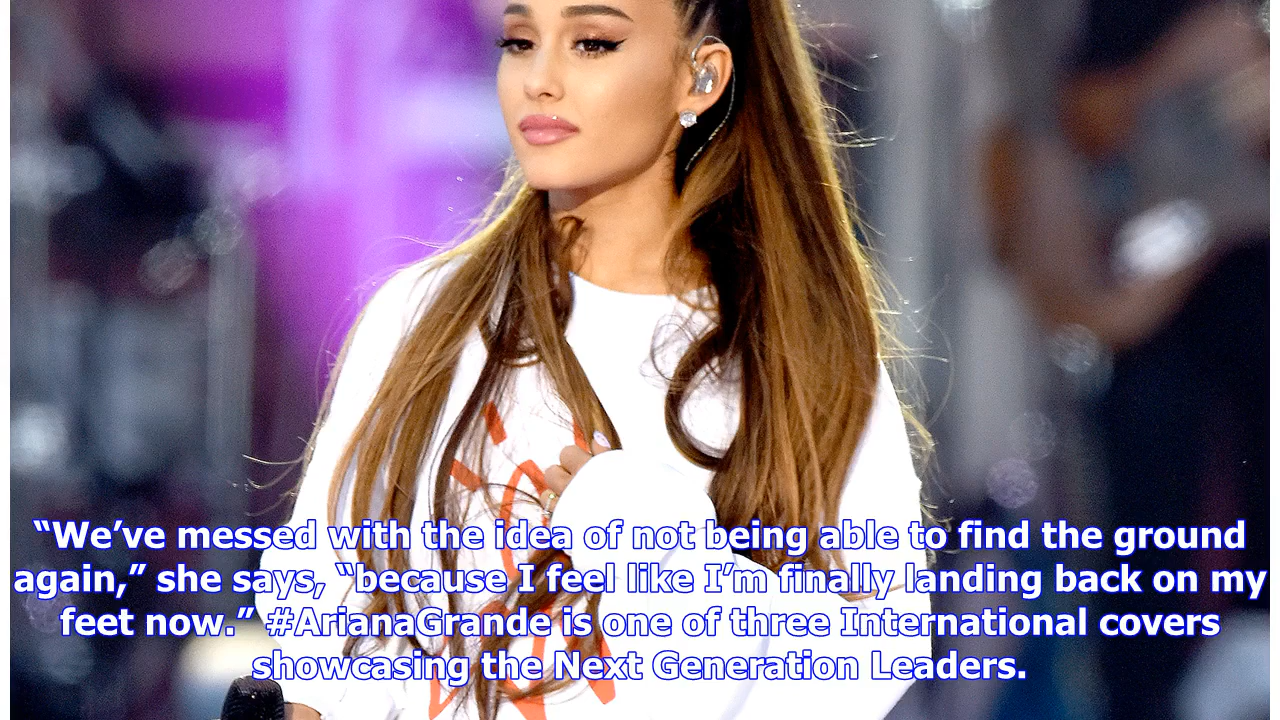 “We’ve messed with the idea of not being able to find the ground
again,” she says, “because I feel like I’m finally landing back on my
feet now.” #ArianaGrande is one of three International covers
showcasing the Next Generation Leaders.